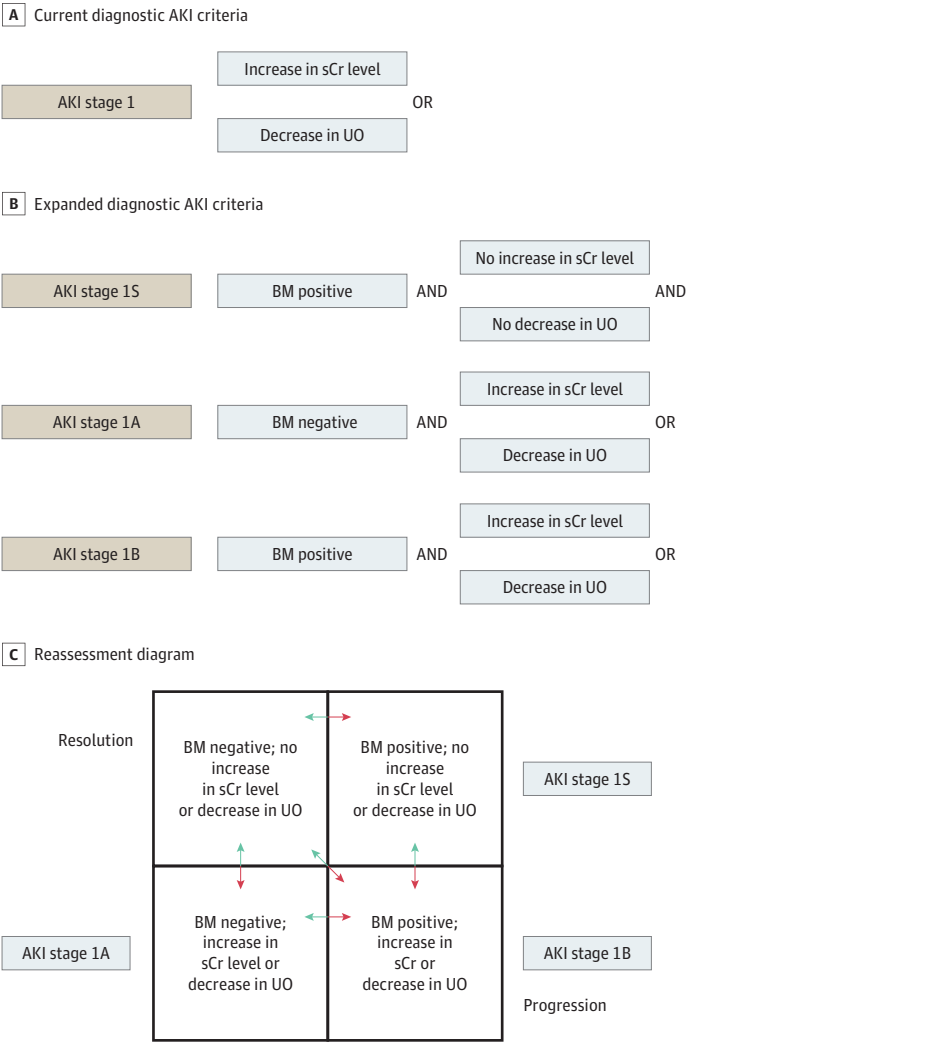 A Current diagnostic AKI criteria
Increase in sCr level
AKI stage 1
OR
Decrease in UO
B Expanded diagnostic AKI criteria
No increase in sCr level
AKI stage 1S
BM positive
AND
AND
No decrease in UO
Increase in sCr level
AKI stage 1A
BM negative
AND
OR
Decrease in UO
Increase in sCr level
AKI stage 1B
BM positive
AND
OR
Decrease in UO
C Reassessment diagram
Resolution
BM negative; no
increase
in sCr level
or decrease in UO
BM positive; no
increase
in sCr level
or decrease in UO
AKI stage 1S
AKI stage 1A
BM negative;
increase in
sCr level or
decrease in UO
BM positive;
increase in
sCr or
decrease in UO
AKI stage 1B
Progression